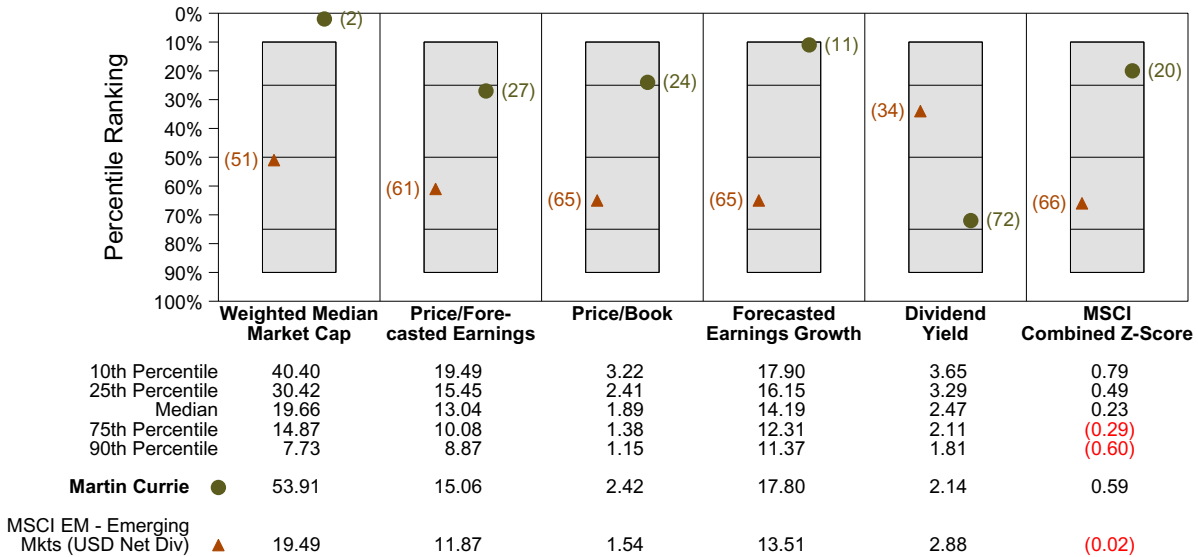 Percentile Ranking
0%
10%
20%
30%
40%
50%
60%
70%
80%
90%
100%
(2)
(51)
(27)
(61)
(24)
(65)
(11)
(65)
(34)
(72)
(20)
(66)
Weighted Median
Market Cap
Price/Fore-
casted Earnings
Price/Book
Forecasted
Earnings Growth
Dividend
Yield
MSCI
Combined Z-Score
10th Percentile 40.40 19.49 3.22 17.90 3.65 0.79
25th Percentile 30.42 15.45 2.41 16.15 3.29 0.49
Median 19.66 13.04 1.89 14.19 2.47 0.23
75th Percentile 14.87 10.08 1.38 12.31 2.11 (0.29)
90th Percentile 7.73 8.87 1.15 11.37 1.81 (0.60)
Martin Currie 53.91 15.06 2.42 17.80 2.14 0.59
MSCI EM - Emerging
Mkts (USD Net Div) 19.49 11.87 1.54 13.51 2.88 (0.02)